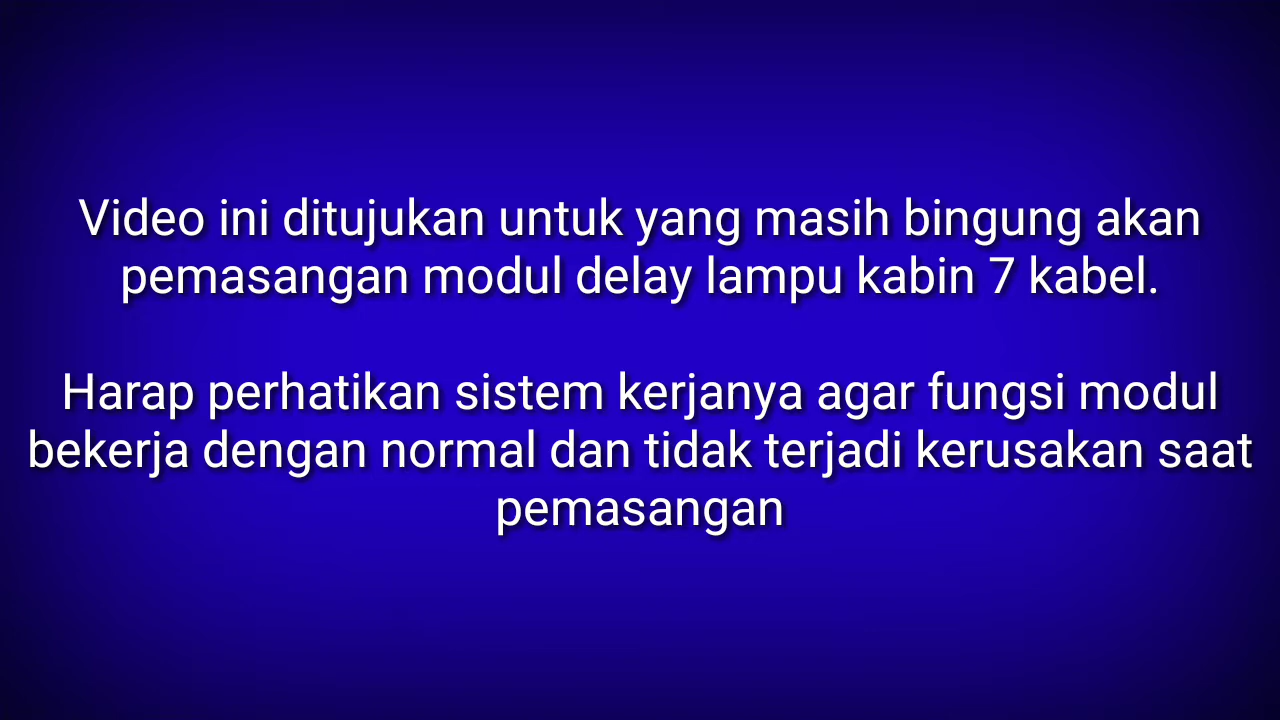 Video ini ditujukan untuk yang masih bingung akan
pemasangan modul delay lampu kabin 7 kabel.
Harap perhatikan sistem kerjanya agar fungsi modul
bekerja dengan normal dan tidak terjadi kerusakan saat
pemasangan